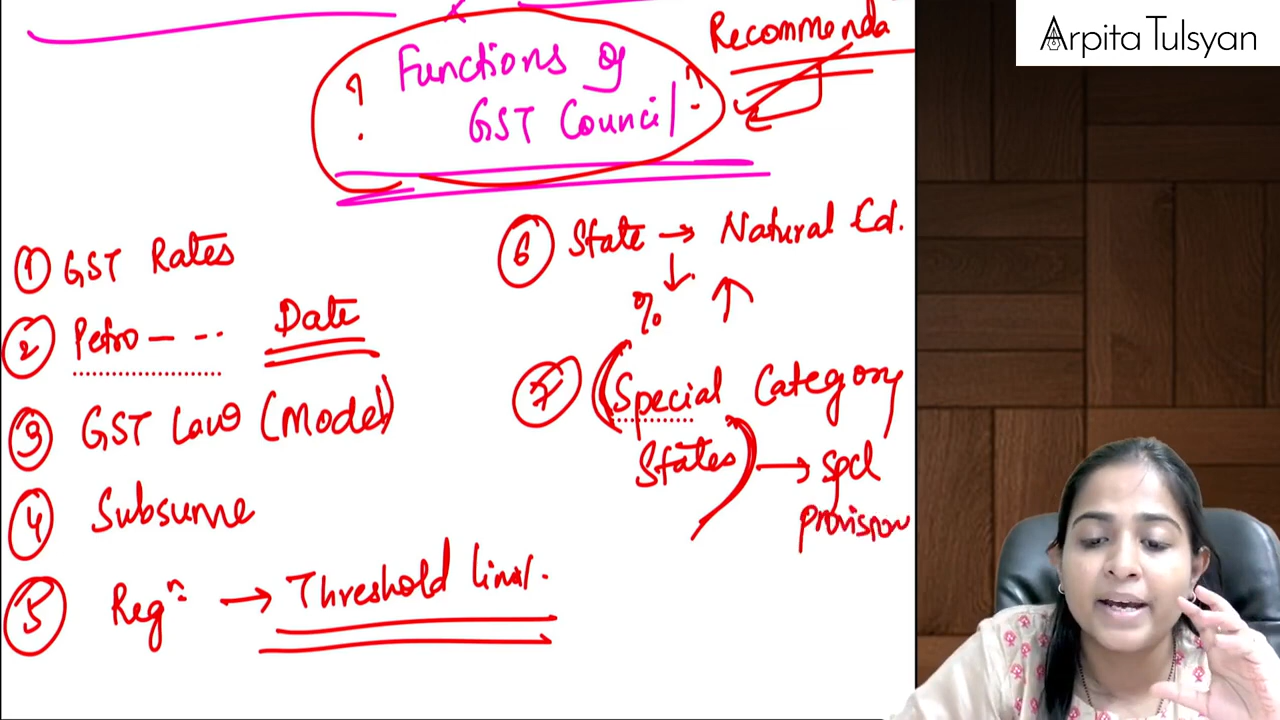 Arpita Tulsyan
Recommenda
Functions of
GST Council
? ?
① GST Rates
② Petro — - .. Date
③ GST Law (Model)
④ Subsume
⑤ Regⁿ: → Threshold limit.
⑥ State → Natural Cal.
↓
% ↑
⑦ (Special Category
States) → Spcl
provision